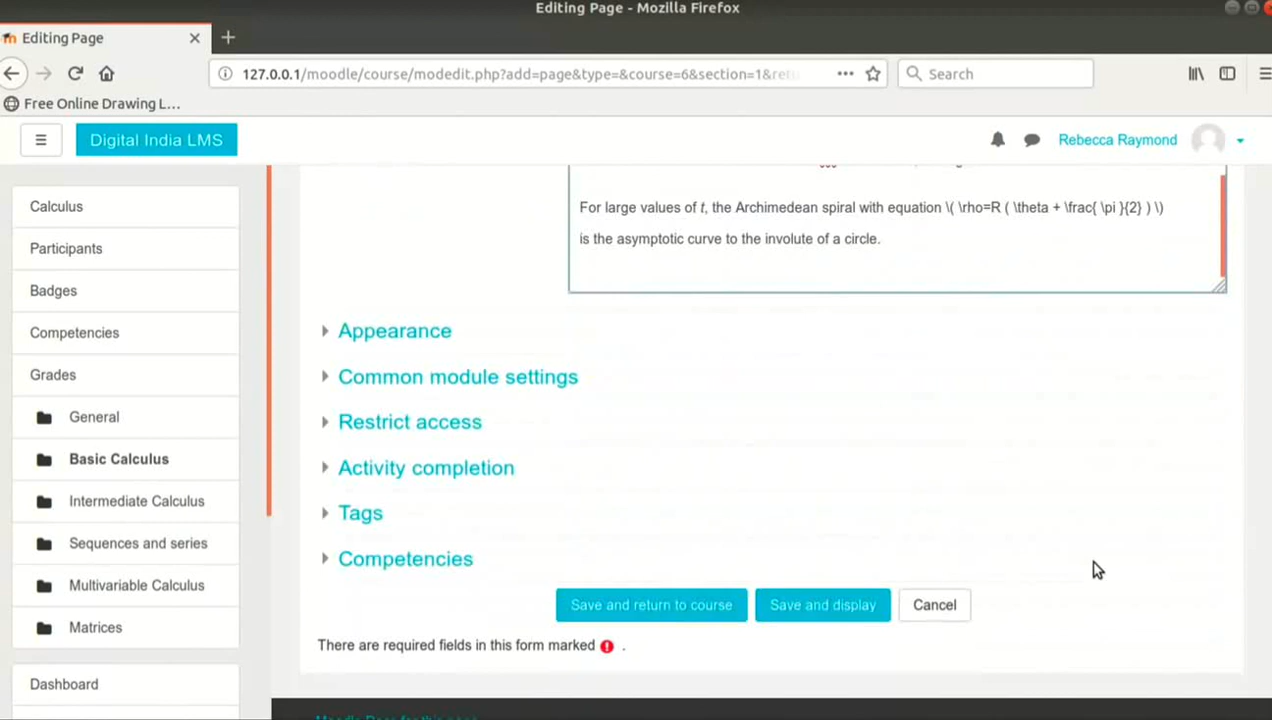 Editing Page - Mozilla Firefox
Editing Page
127.0.0.1/moodle/course/modedit.php?add=page&type=&course=6&section=1&ret
Search
Free Online Drawing L...
Digital India LMS
Rebecca Raymond
Calculus
Participants
Badges
Competencies
Grades
General
Basic Calculus
Intermediate Calculus
Sequences and series
Multivariable Calculus
Matrices
Dashboard
For large values of t, the Archimedean spiral with equation \( \rho=R ( \theta + \frac{ \pi }{2} ) \)
is the asymptotic curve to the involute of a circle.
Appearance
Common module settings
Restrict access
Activity completion
Tags
Competencies
Save and return to course
Save and display
Cancel
There are required fields in this form marked .